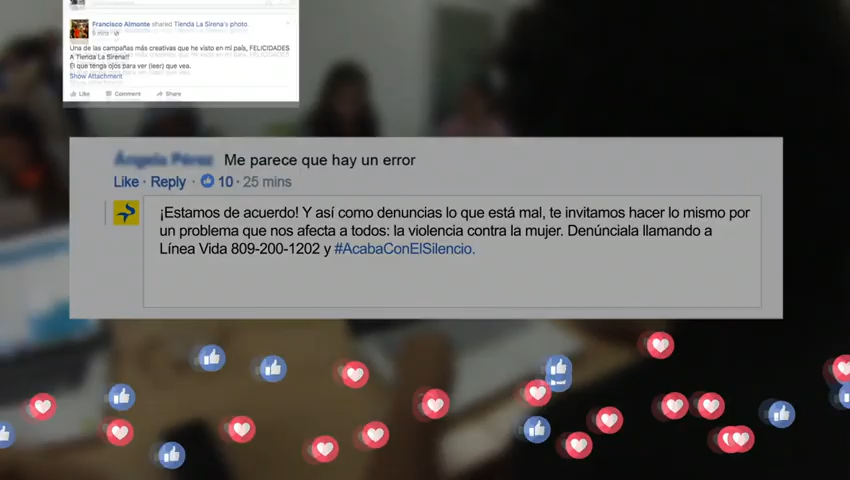 Francisco Almonte shared Tienda La Sirena's photo.
9 mins
Una de las campañas más creativas que he visto en mi país, FELICIDADES
A Tienda La Sirena!!
El que tenga ojos para ver (leer) que vea.
Show Attachment
Like Comment Share
Me parece que hay un error
Like · Reply · 10 · 25 mins
¡Estamos de acuerdo! Y así como denuncias lo que está mal, te invitamos hacer lo mismo por
un problema que nos afecta a todos: la violencia contra la mujer. Denúnciala llamando a
Línea Vida 809-200-1202 y #AcabaConElSilencio.